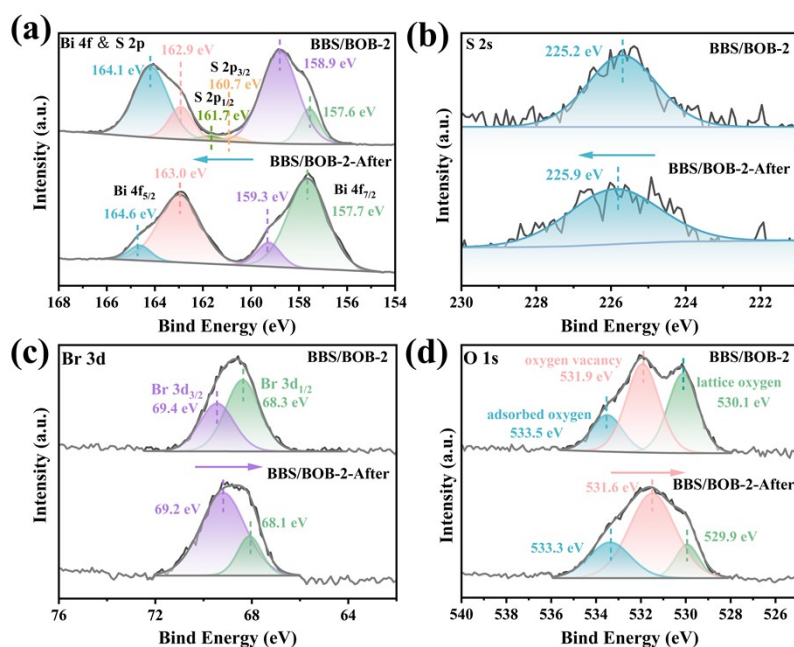 (a)
Bi 4f & S 2p
BBS/BOB-2
164.1 eV
162.9 eV
S 2p1/2
161.7 eV
S 2p3/2
160.7 eV
158.9 eV
157.6 eV
BBS/BOB-2-After
Bi 4f5/2
164.6 eV
163.0 eV
159.3 eV
Bi 4f7/2
157.7 eV
Intensity (a.u.)
168 166 164 162 160 158 156 154
Bind Energy (eV)
(b)
S 2s
BBS/BOB-2
225.2 eV
BBS/BOB-2-After
225.9 eV
Intensity (a.u.)
230 228 226 224 222
Bind Energy (eV)
(c)
Br 3d
BBS/BOB-2
Br 3d3/2
69.4 eV
Br 3d1/2
68.3 eV
BBS/BOB-2-After
69.2 eV
68.1 eV
Intensity (a.u.)
76 72 68 64
Bind Energy (eV)
(d)
O 1s
BBS/BOB-2
oxygen vacancy
531.9 eV
lattice oxygen
530.1 eV
adsorbed oxygen
533.5 eV
BBS/BOB-2-After
531.6 eV
533.3 eV
529.9 eV
Intensity (a.u.)
540 538 536 534 532 530 528 526
Bind Energy (eV)